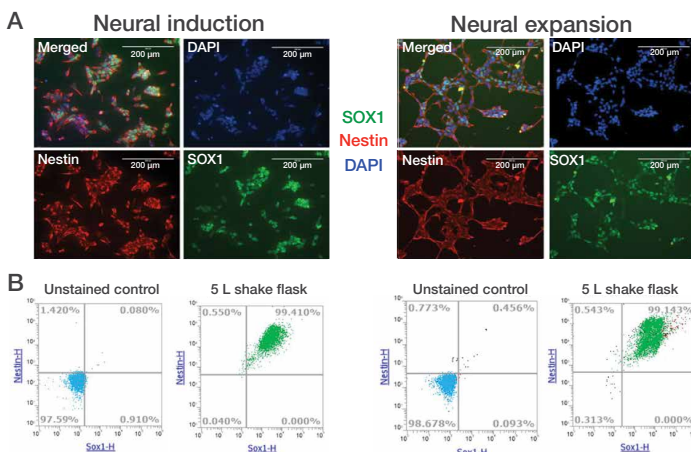 A
Neural induction
Neural expansion
Merged
200 μm
DAPI
200 μm
Nestin
200 μm
SOX1
200 μm
SOX1
Nestin
DAPI
Merged
200 μm
DAPI
200 μm
Nestin
200 μm
SOX1
200 μm
B
Unstained control
5 L shake flask
Unstained control
5 L shake flask
1.420%
0.080%
97.59%
0.910%
Nestin-H
Sox1-H
0.550%
99.410%
0.040%
0.000%
0.773%
0.456%
98.678%
0.093%
Nestin-H
Sox1-H
0.543%
99.143%
0.313%
0.000%